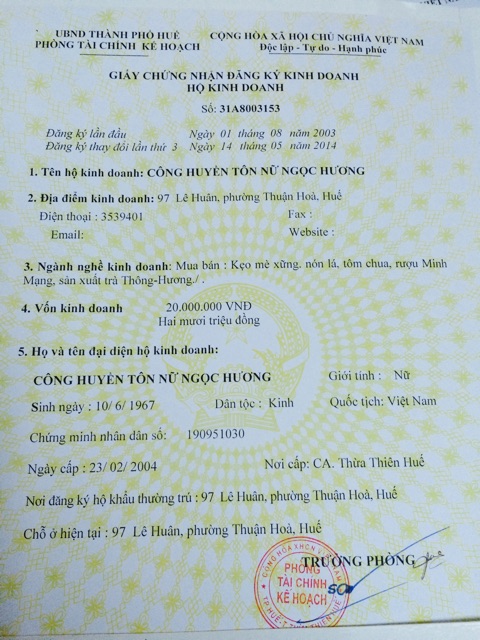 UBND THÀNH PHỐ HUẾ
PHÒNG TÀI CHÍNH KẾ HOẠCH
CỘNG HÒA XÃ HỘI CHỦ NGHĨA VIỆT NAM
Độc lập - Tự do - Hạnh phúc
GIẤY CHỨNG NHẬN ĐĂNG KÝ KINH DOANH
HỘ KINH DOANH
Số: 31A8003153
Đăng ký lần đầu Ngày 01 tháng 08 năm 2003
Đăng ký thay đổi lần thứ 3 Ngày 14 tháng 05 năm 2014
1. Tên hộ kinh doanh: CÔNG HUYỀN TÔN NỮ NGỌC HƯƠNG
2. Địa điểm kinh doanh: 97 Lê Huân, phường Thuận Hoà, Huế
Điện thoại : 3539401 Fax :
Email: Website :
3. Ngành nghề kinh doanh: Mua bán : Kẹo mè xững. nón lá, tôm chua, rượu Minh
Mạng, sản xuất trà Thông-Hương./ .
4. Vốn kinh doanh 20.000.000 VNĐ
Hai mươi triệu đồng
5. Họ và tên đại diện hộ kinh doanh:
CÔNG HUYỀN TÔN NỮ NGỌC HƯƠNG Giới tính : Nữ
Sinh ngày : 10/ 6/ 1967 Dân tộc : Kinh Quốc tịch: Việt Nam
Chứng minh nhân dân số: 190951030
Ngày cấp : 23/ 02/ 2004 Nơi cấp: CA. Thừa Thiên Huế
Nơi đăng ký hộ khẩu thường trú : 97 Lê Huân, phường Thuận Hoà, Huế
Chỗ ở hiện tại : 97 Lê Huân, phường Thuận Hoà, Huế
TRƯỞNG PHÒNG
PHÒNG
TÀI CHÍNH
KẾ HOẠCH